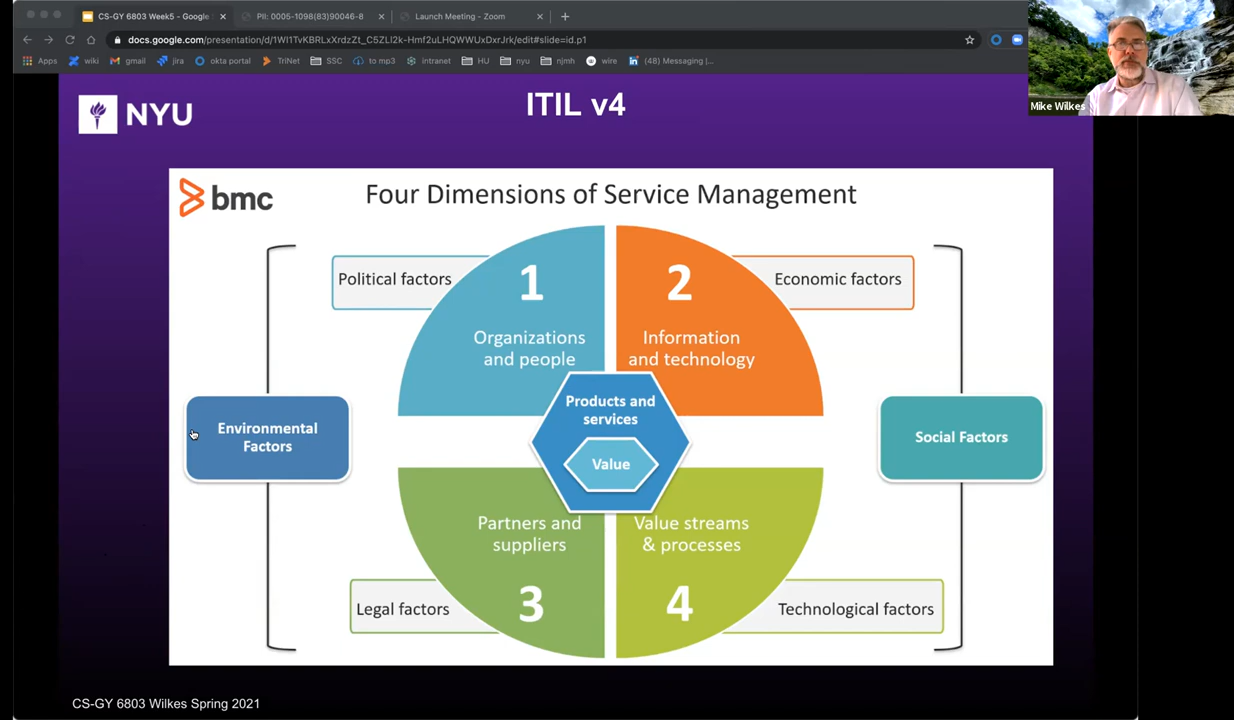 CS-GY 6803 Week5 - Google
PII: 0005-1098(83)90046-8
Launch Meeting - Zoom
docs.google.com/presentation/d/1WI1TvKBRLxXrdzZt_C5ZLl2k-Hmf2uLHQWWUxDxrJrk/edit#slide=id.p1
Apps
wiki
gmail
jira
okta portal
TriNet
SSC
to mp3
intranet
HU
nyu
njmh
wire
(48) Messaging |...
Mike Wilkes
NYU
ITIL v4
bmc
Four Dimensions of Service Management
Political factors
1
2
Economic factors
Organizations
and people
Information
and technology
Products and
services
Value
Environmental
Factors
Social Factors
Partners and
suppliers
Value streams
& processes
Legal factors
3
4
Technological factors
CS-GY 6803 Wilkes Spring 2021